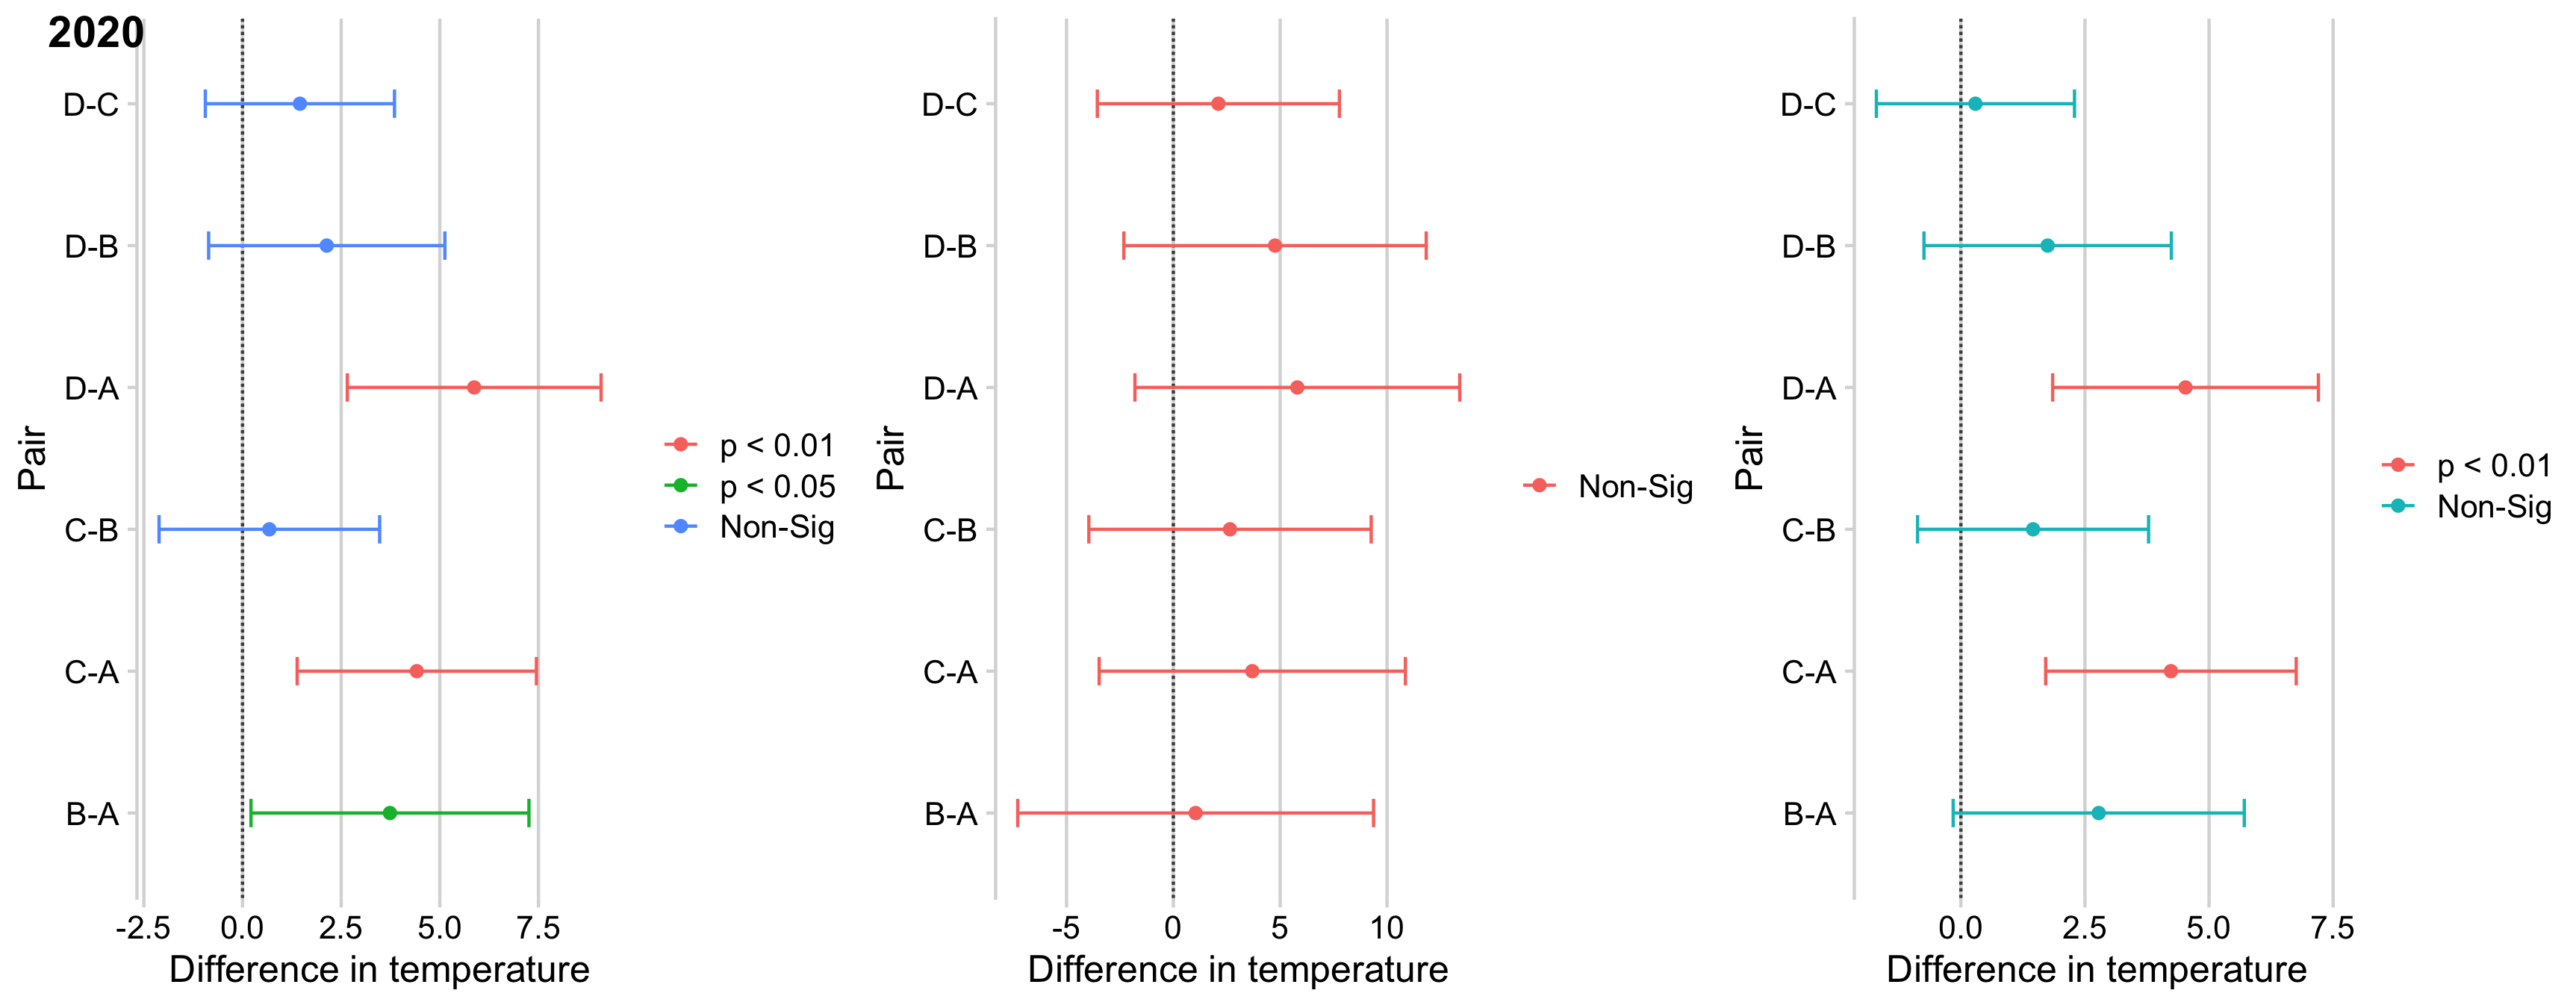 2020
D-C
D-B
D-A
C-B
C-A
B-A
Pair
-2.5 0.0 2.5 5.0 7.5
Difference in temperature
p < 0.01
p < 0.05
Non-Sig
D-C
D-B
D-A
C-B
C-A
B-A
Pair
-5 0 5 10
Difference in temperature
Non-Sig
D-C
D-B
D-A
C-B
C-A
B-A
Pair
0.0 2.5 5.0 7.5
Difference in temperature
p < 0.01
Non-Sig